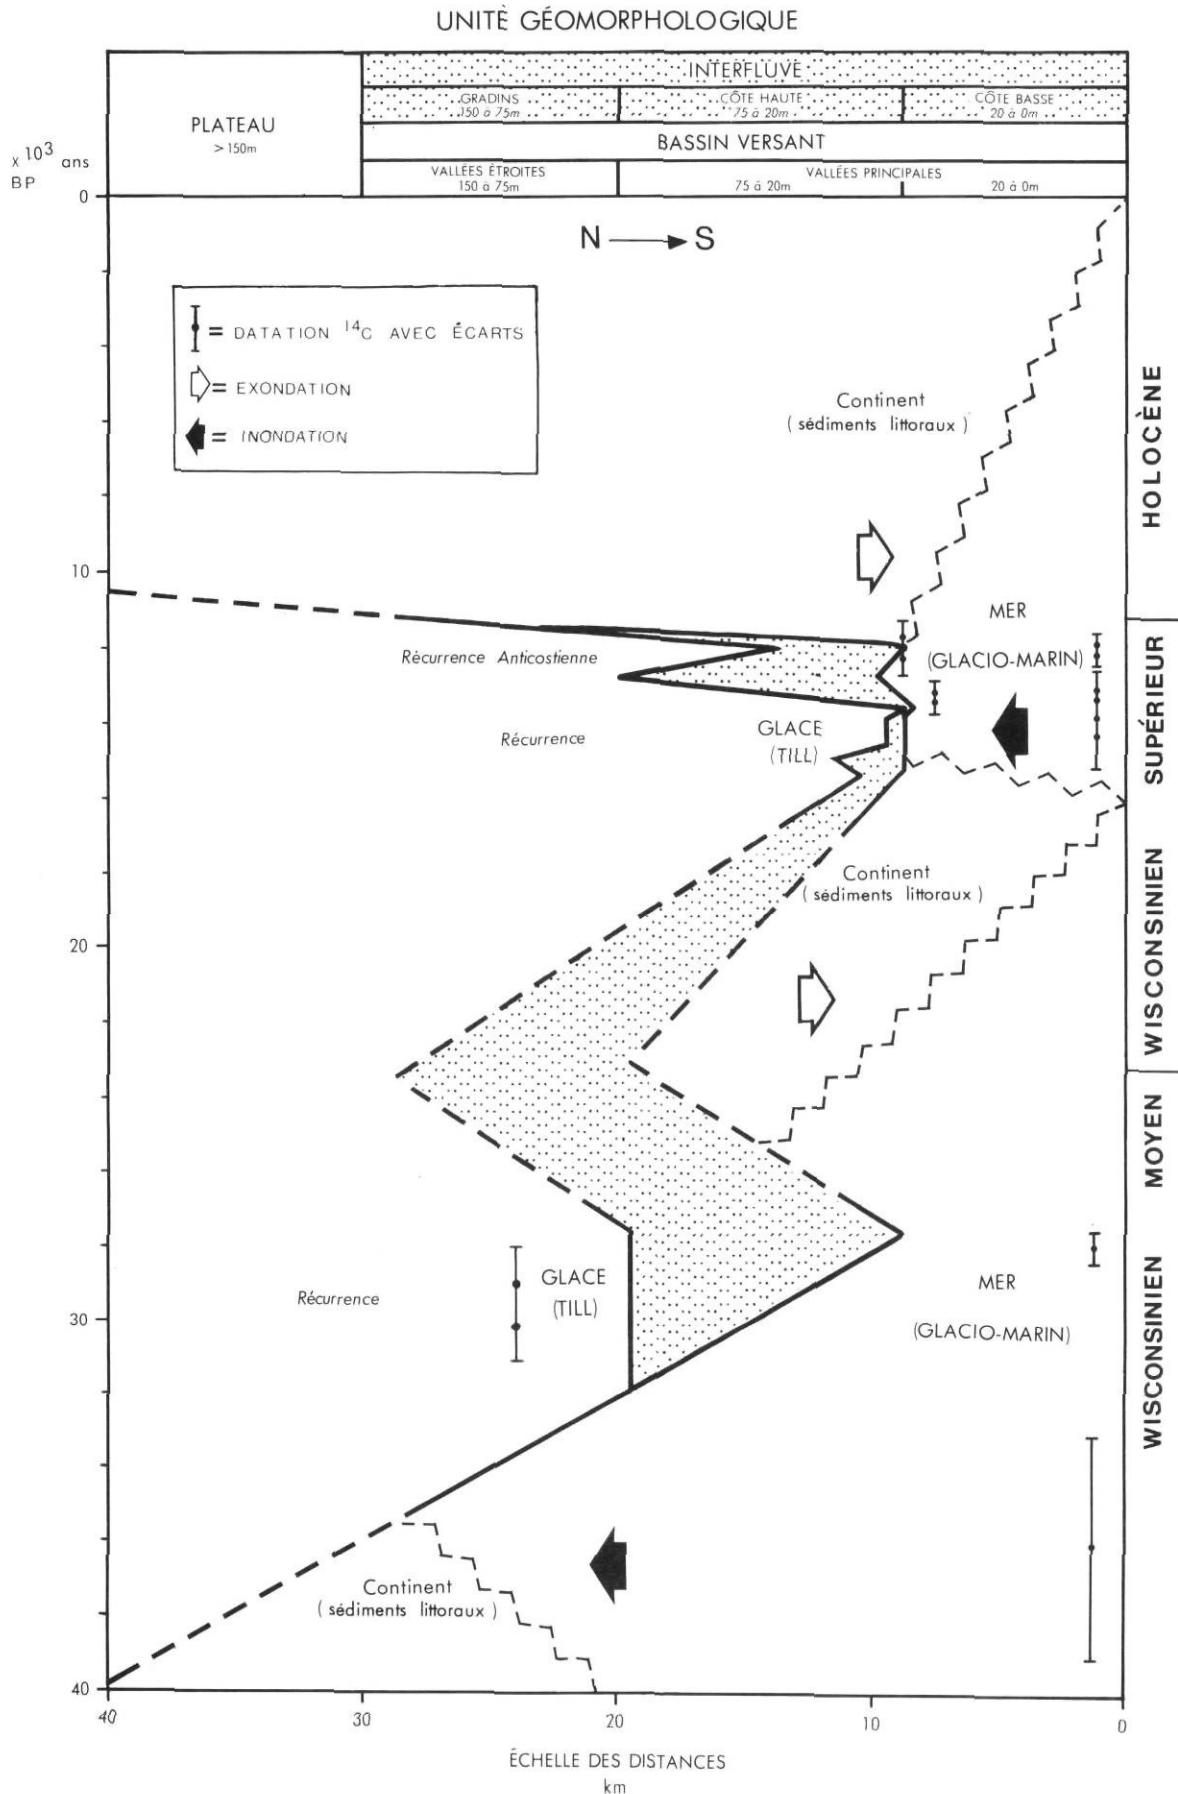 UNITÈ GÉOMORPHOLOGIQUE
INTERFLUVE
GRADINS
150 à 75m
CÔTE HAUTE
75 à 20m
CÔTE BASSE
20 à 0m
PLATEAU
> 150m
BASSIN VERSANT
VALLÉES ÉTROITES
150 à 75m
VALLÉES PRINCIPALES
75 à 20m
20 à 0m
x 10³ ans
BP
0
N S
= DATATION ¹⁴C AVEC ÉCARTS
= EXONDATION
= INONDATION
Continent
( sédiments littoraux )
HOLOCÈNE
10
MER
(GLACIO-MARIN)
Récurrence Anticostienne
Récurrence
GLACE
(TILL)
SUPÉRIEUR
Continent
( sédiments littoraux )
WISCONSINIEN
20
MOYEN
Récurrence
GLACE
(TILL)
MER
(GLACIO-MARIN)
30
WISCONSINIEN
Continent
( sédiments littoraux )
40
40 30 20 10 0
ÉCHELLE DES DISTANCES
km